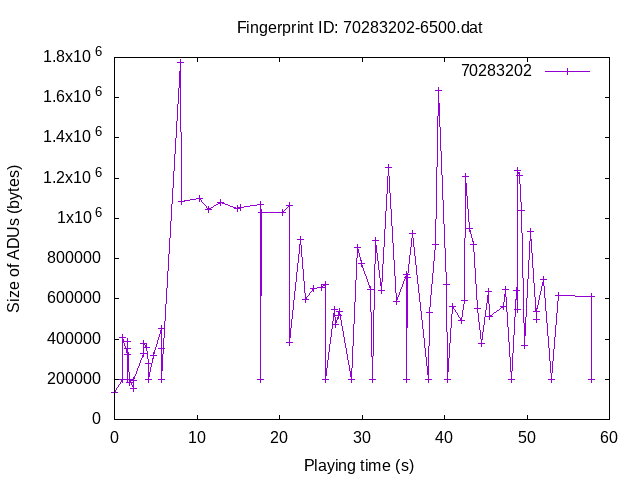 Fingerprint ID: 70283202-6500.dat
70283202
1.8x10 6
1.6x10 6
1.4x10 6
1.2x10 6
1x10 6
800000
600000
400000
200000
0
Size of ADUs (bytes)
0 10 20 30 40 50 60
Playing time (s)